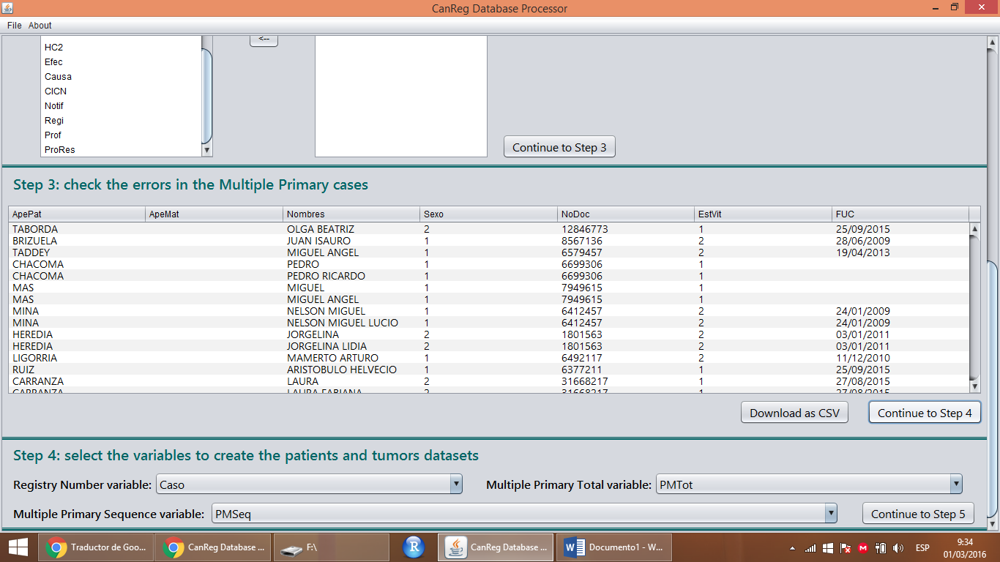 CanReg Database Processor
File About
<--
HC2
Efec
Causa
CICN
Notif
Regi
Prof
ProRes
Continue to Step 3
Step 3: check the errors in the Multiple Primary cases
ApePat ApeMat Nombres Sexo NoDoc EstVit FUC
TABORDA OLGA BEATRIZ 2 12846773 1 25/09/2015
BRIZUELA JUAN ISAURO 1 8567136 2 28/06/2009
TADDEY MIGUEL ANGEL 1 6579457 2 19/04/2013
CHACOMA PEDRO 1 6699306 1
CHACOMA PEDRO RICARDO 1 6699306 1
MAS MIGUEL 1 7949615 1
MAS MIGUEL ANGEL 1 7949615 1
MINA NELSON MIGUEL 1 6412457 2 24/01/2009
MINA NELSON MIGUEL LUCIO 1 6412457 2 24/01/2009
HEREDIA JORGELINA 2 1801563 2 03/01/2011
HEREDIA JORGELINA LIDIA 2 1801563 2 03/01/2011
LIGORRIA MAMERTO ARTURO 1 6492117 2 11/12/2010
RUIZ ARISTOBULO HELVECIO 1 6377211 1 25/09/2015
CARRANZA LAURA 2 31668217 1 27/08/2015
CARRANZA LAURA FABIANA 2 31668217 1 27/08/2015
Download as CSV Continue to Step 4
Step 4: select the variables to create the patients and tumors datasets
Registry Number variable: Caso Multiple Primary Total variable: PMTot
Multiple Primary Sequence variable: PMSeq Continue to Step 5
Traductor de Goo... CanReg Database ... F:\ R CanReg Database ... Documento1 - W... ESP 9:34
01/03/2016